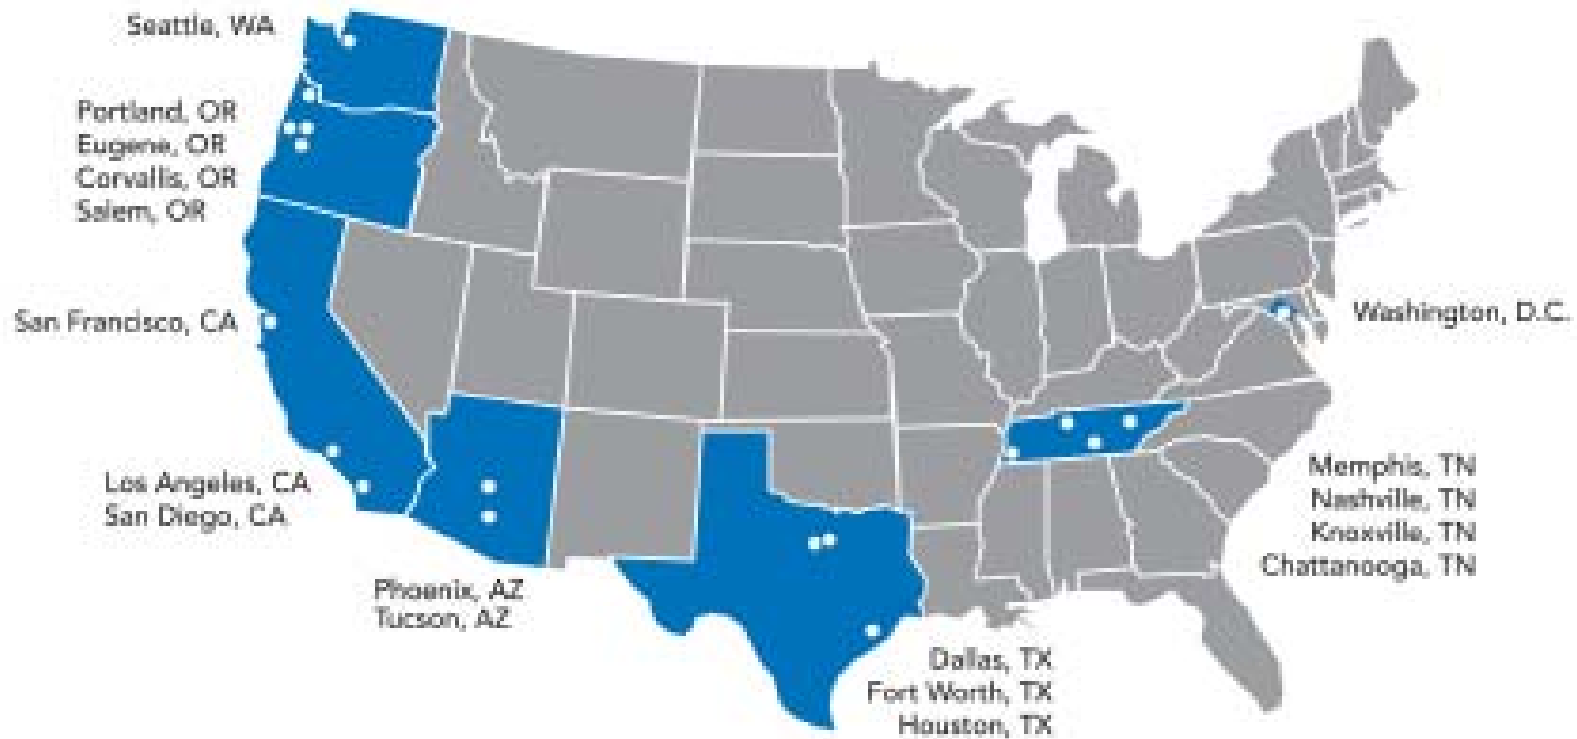 Seattle, WA
Portland, OR
Eugene, OR
Corvallis, OR
Salem, OR
San Francisco, CA
Washington, D.C.
Los Angeles, CA
San Diego, CA
Memphis, TN
Nashville, TN
Knoxville, TN
Chattanooga, TN
Phoenix, AZ
Tucson, AZ
Dallas, TX
Fort Worth, TX
Houston, TX